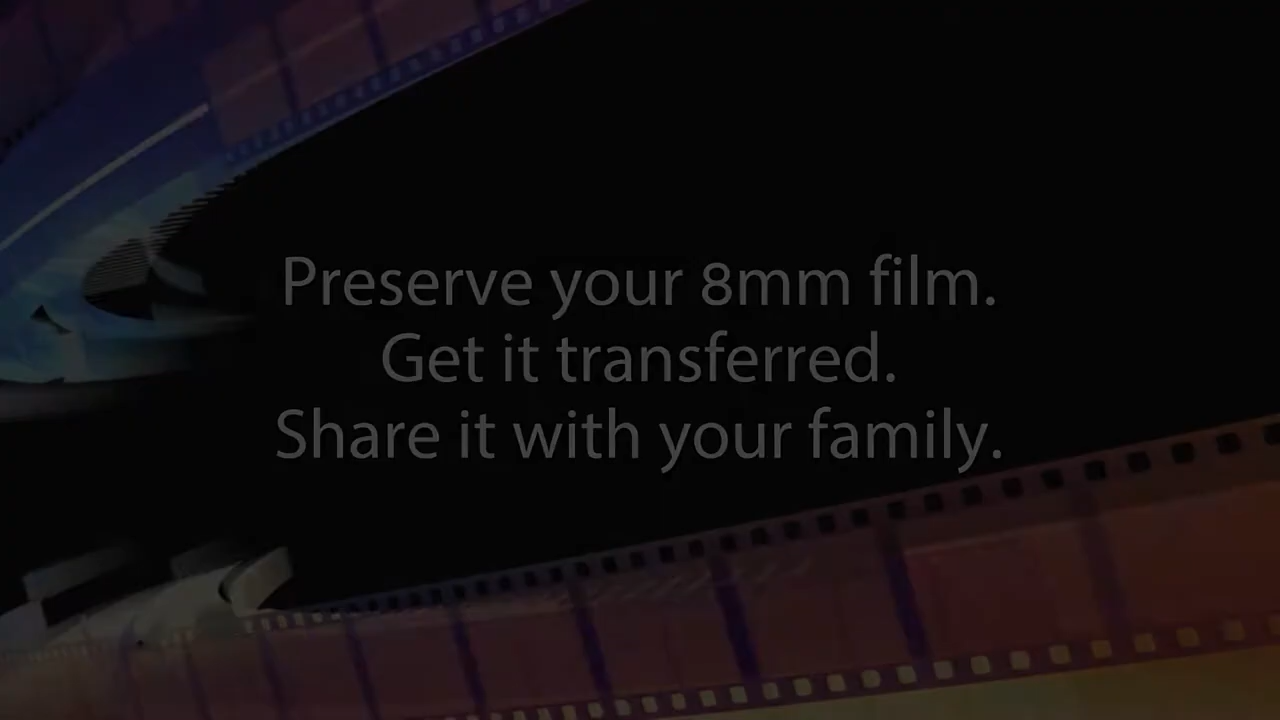 Preserve your 8mm film.
Get it transferred.
Share it with your family.